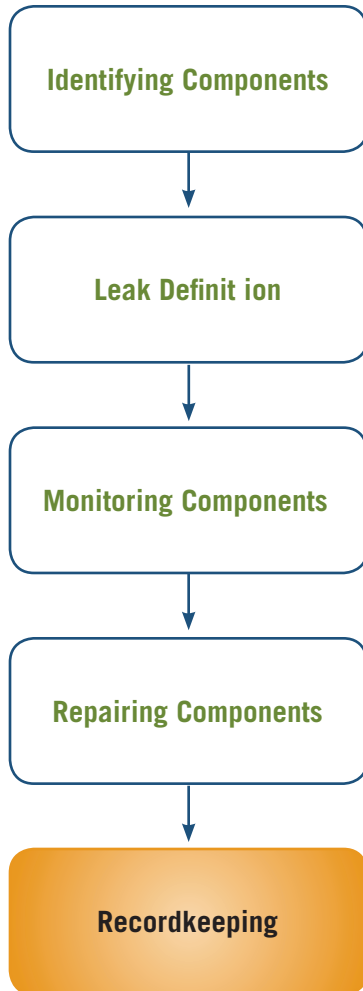 Identifying Components
Leak Definit ion
Monitoring Components
Repairing Components
Recordkeeping